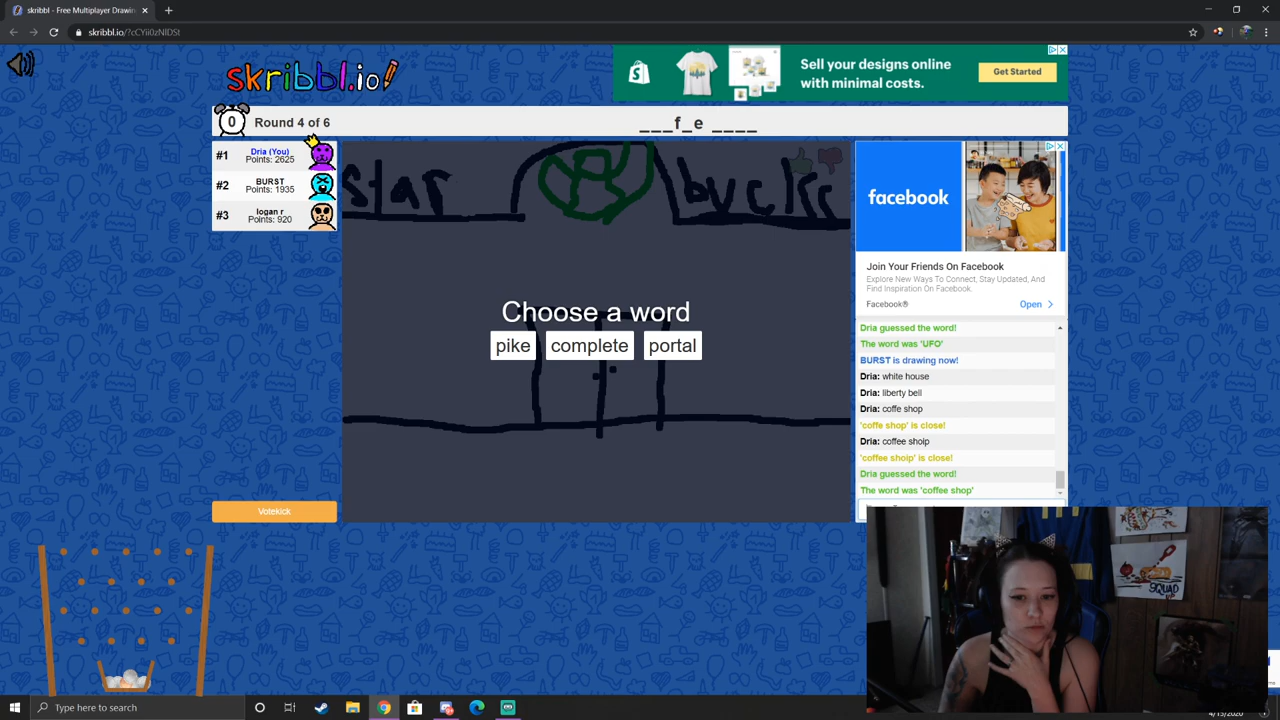 skribbl - Free Multiplayer Drawin
skribbl.io/?cCYii0zNlDSt
skribbl.io!
Sell your designs online
with minimal costs.
Get Started
0
Round 4 of 6
___f_e ____
#1
Dria (You)
Points: 2625
#2
BURST
Points: 1935
#3
logan r
Points: 920
Star bucks
Choose a word
pike
complete
portal
Votekick
facebook
Join Your Friends On Facebook
Explore New Ways To Connect, Stay Updated, And
Find Inspiration On Facebook.
Facebook®
Open
Dria guessed the word!
The word was 'UFO'
BURST is drawing now!
Dria: white house
Dria: liberty bell
Dria: coffe shop
'coffe shop' is close!
Dria: coffee shoip
'coffee shoip' is close!
Dria guessed the word!
The word was 'coffee shop'
SQUAD
Type here to search
4/15/2020